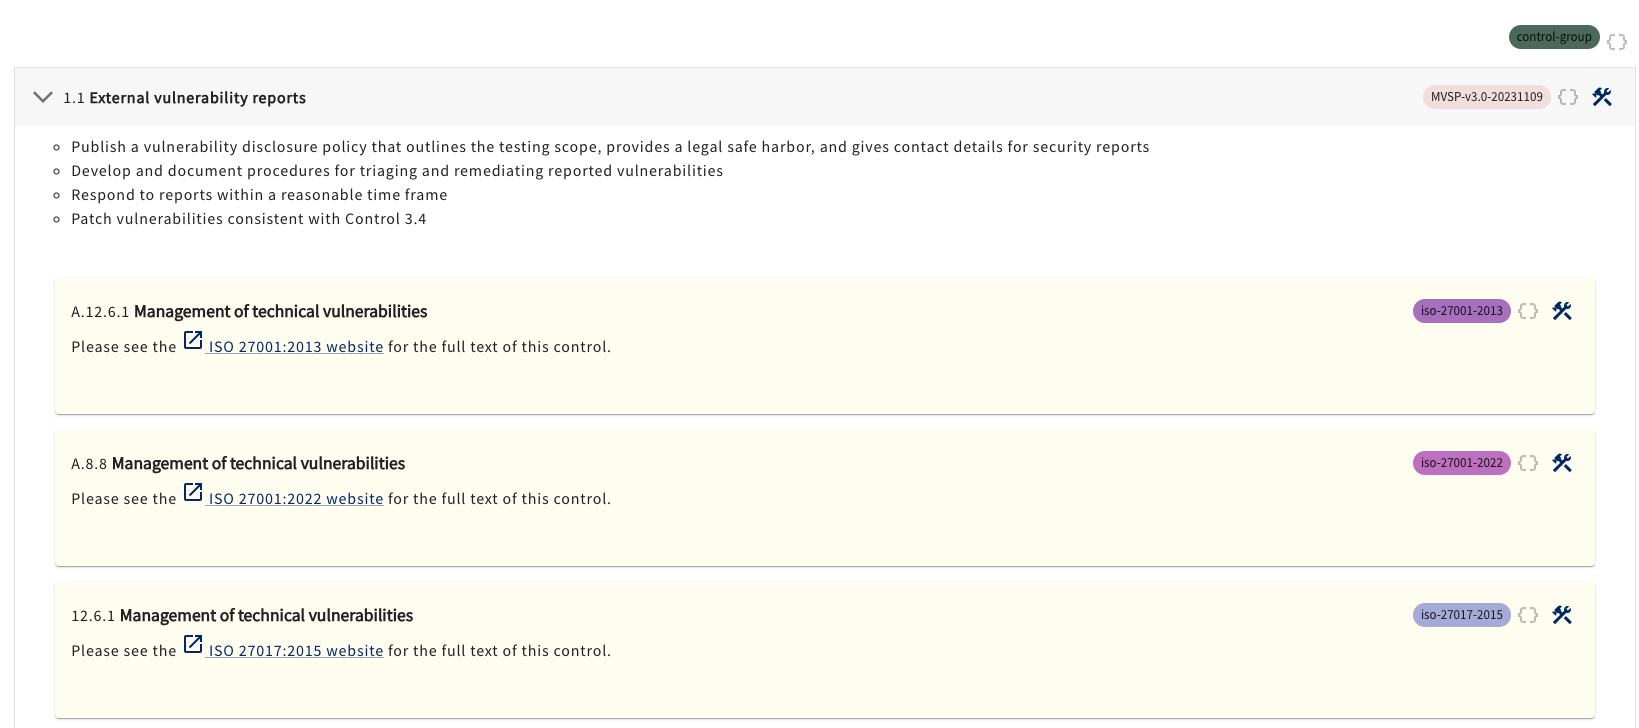 control-group { }
1.1 External vulnerability reports MVSP-v3.0-20231109 { }
Publish a vulnerability disclosure policy that outlines the testing scope, provides a legal safe harbor, and gives contact details for security reports
Develop and document procedures for triaging and remediating reported vulnerabilities
Respond to reports within a reasonable time frame
Patch vulnerabilities consistent with Control 3.4
A.12.6.1 Management of technical vulnerabilities iso-27001-2013 { }
Please see the ISO 27001:2013 website for the full text of this control.
A.8.8 Management of technical vulnerabilities iso-27001-2022 { }
Please see the ISO 27001:2022 website for the full text of this control.
12.6.1 Management of technical vulnerabilities iso-27017-2015 { }
Please see the ISO 27017:2015 website for the full text of this control.